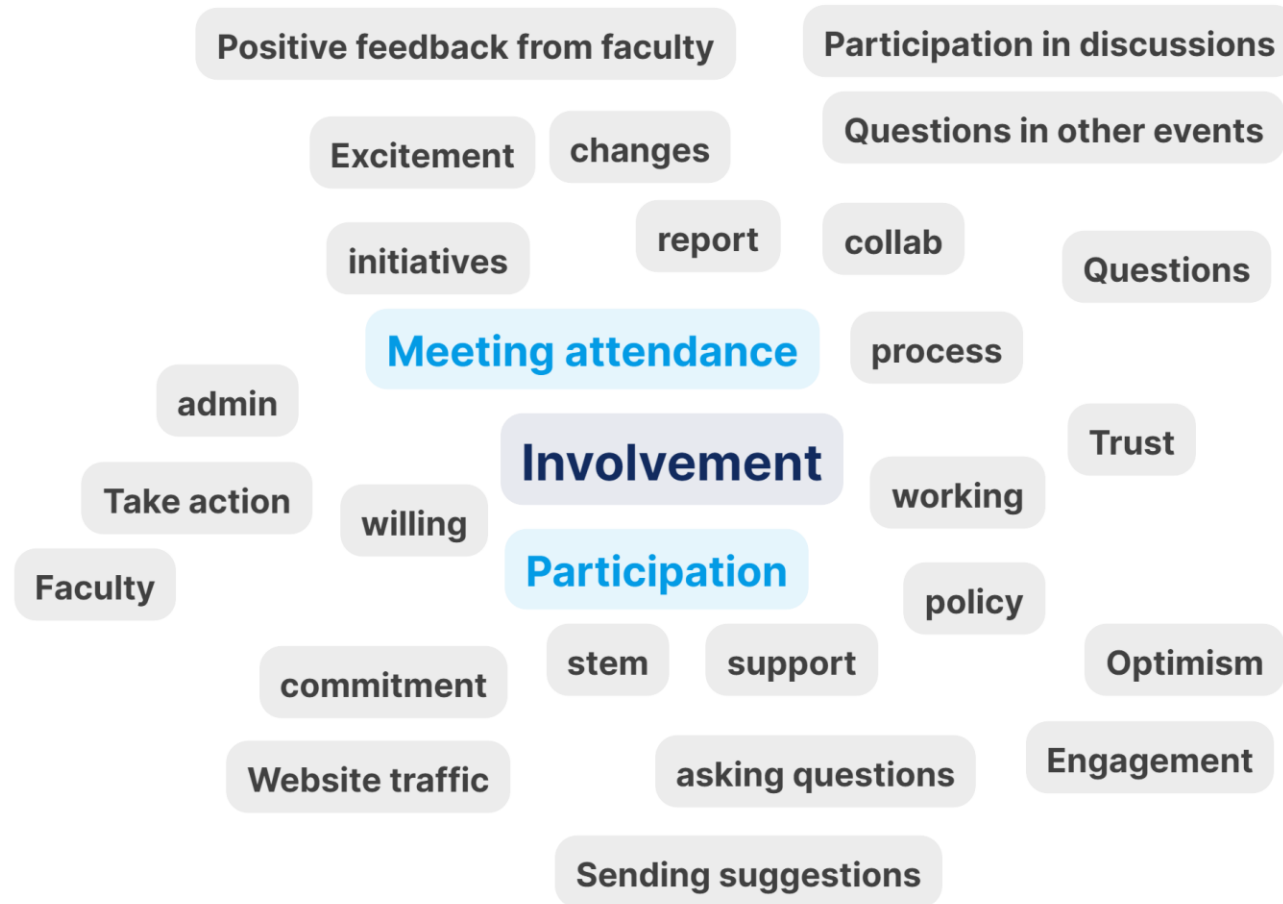 Positive feedback from faculty
Participation in discussions
Questions in other events
Excitement
changes
report
collab
initiatives
Questions
Meeting attendance
process
admin
Trust
Involvement
Take action
willing
working
Participation
Faculty
policy
stem
support
Optimism
commitment
Engagement
Website traffic
asking questions
Sending suggestions